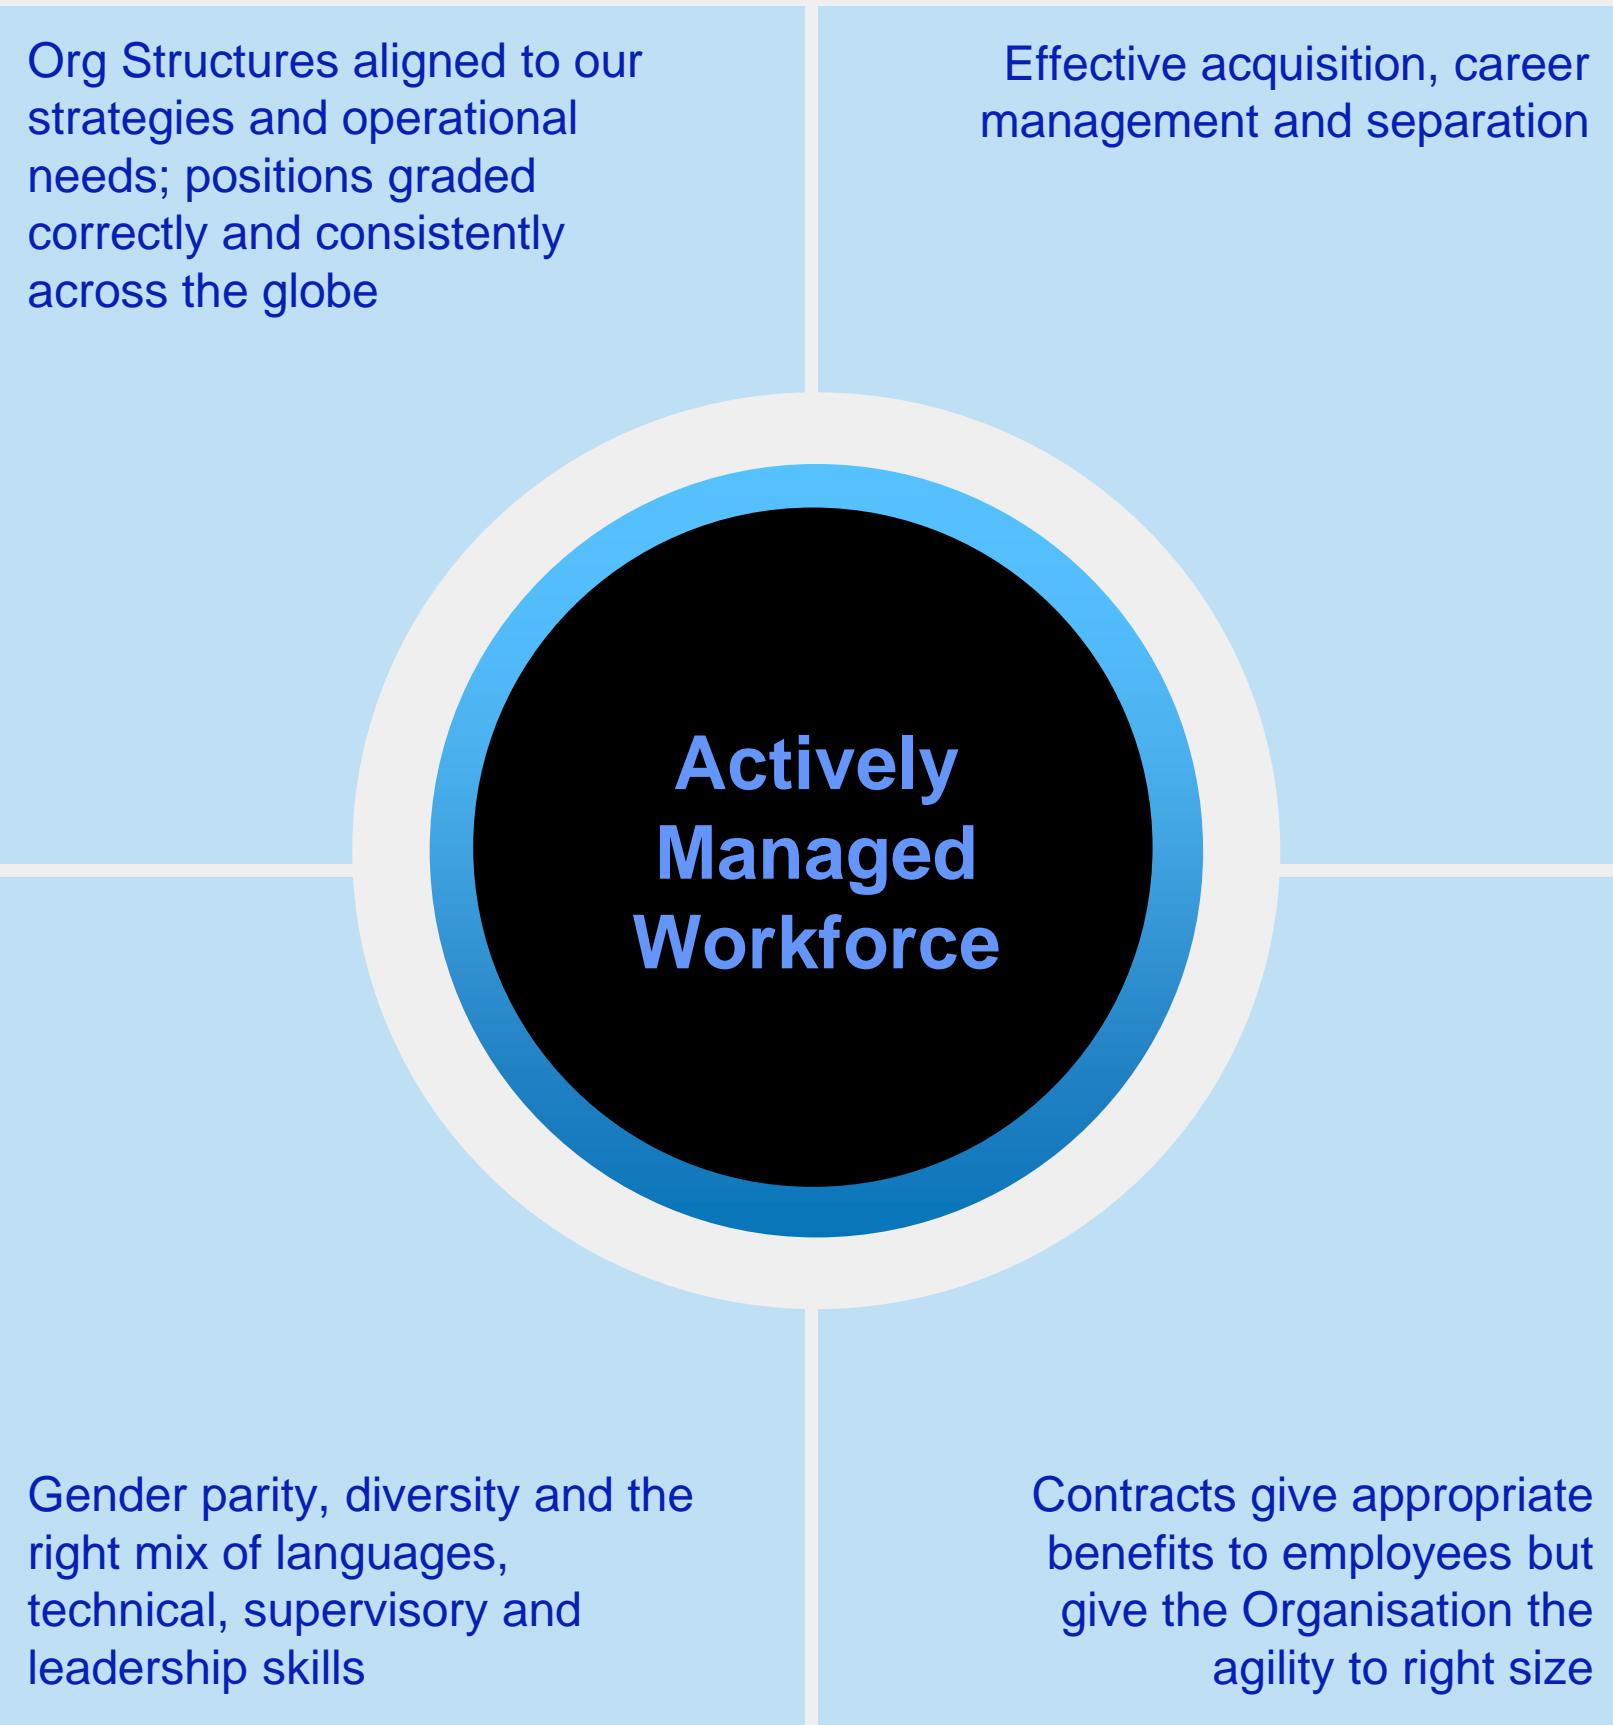 Org Structures aligned to our
strategies and operational
needs; positions graded
correctly and consistently
across the globe
Effective acquisition, career
management and separation
Actively
Managed
Workforce
Gender parity, diversity and the
right mix of languages,
technical, supervisory and
leadership skills
Contracts give appropriate
benefits to employees but
give the Organisation the
agility to right size